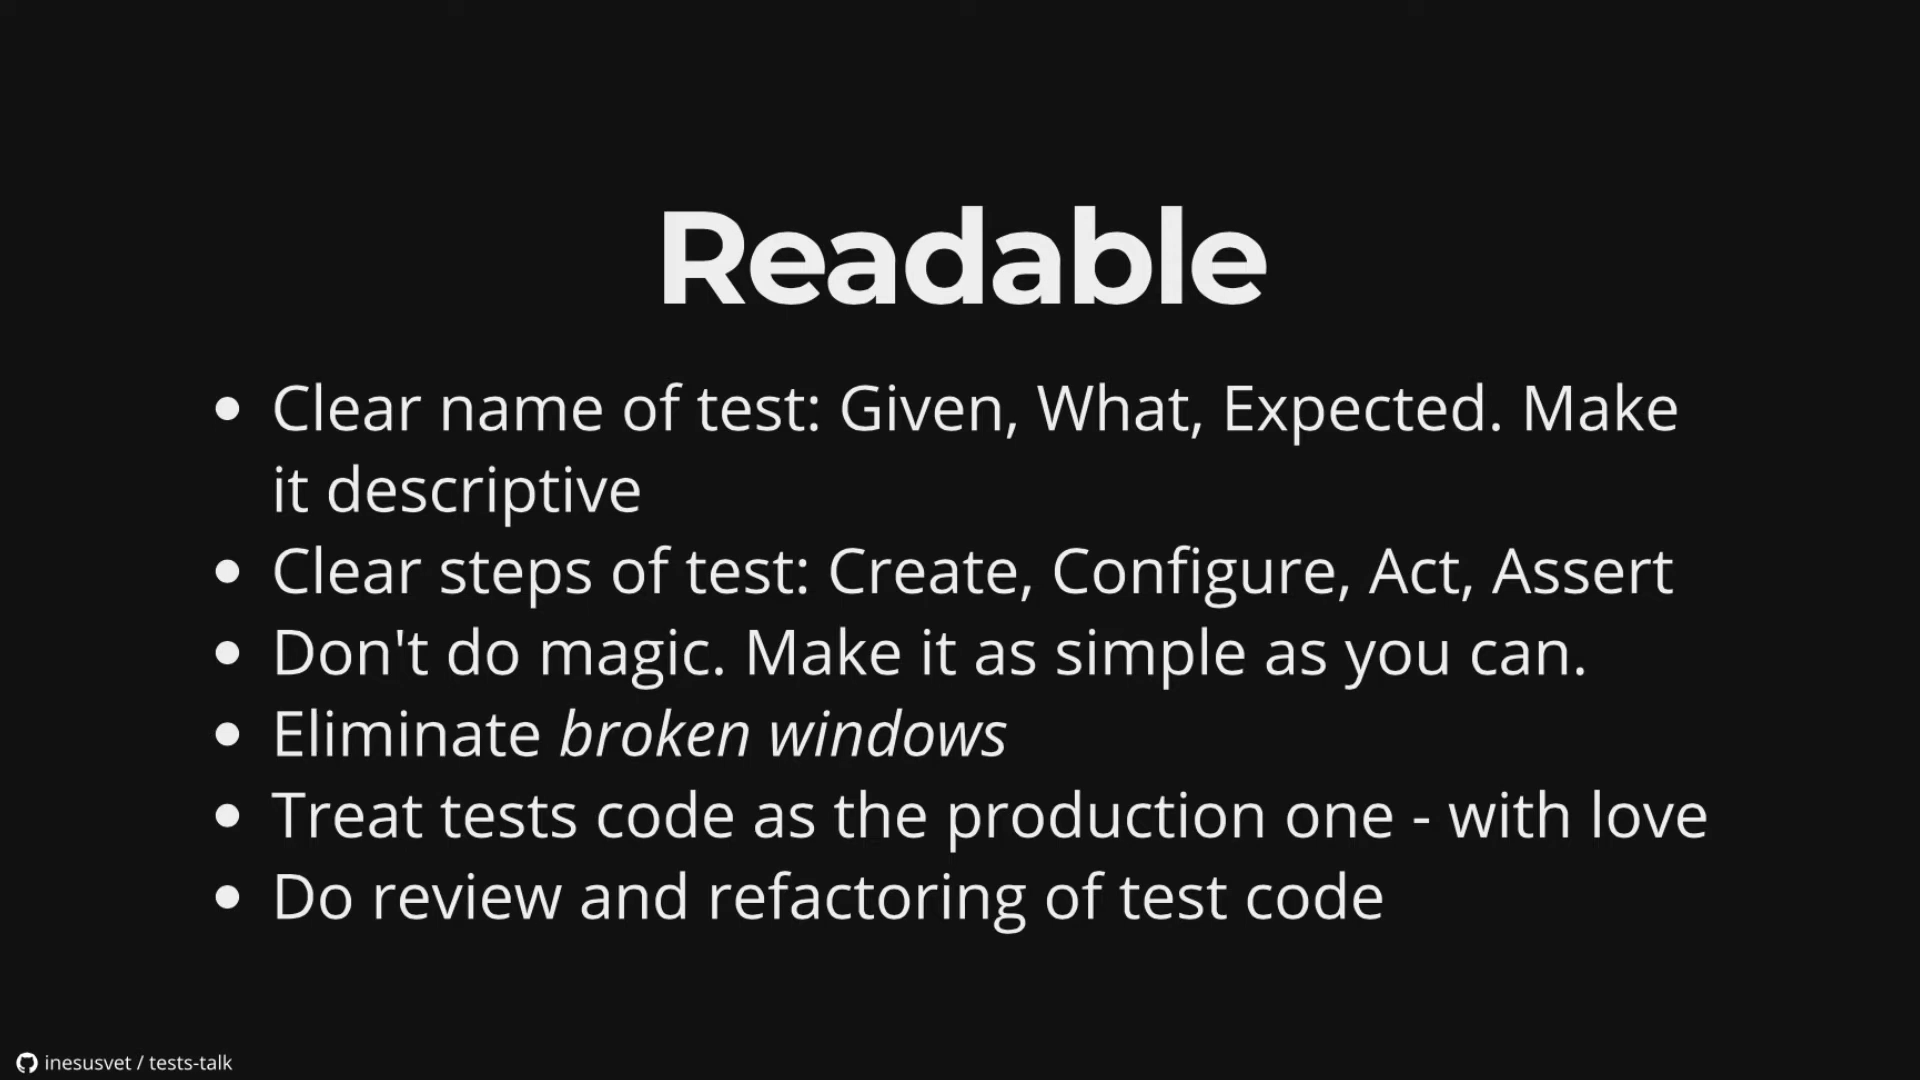 Readable
• Clear name of test: Given, What, Expected. Make
it descriptive
• Clear steps of test: Create, Configure, Act, Assert
• Don't do magic. Make it as simple as you can.
• Eliminate broken windows
• Treat tests code as the production one - with love
• Do review and refactoring of test code
inesusvet / tests-talk